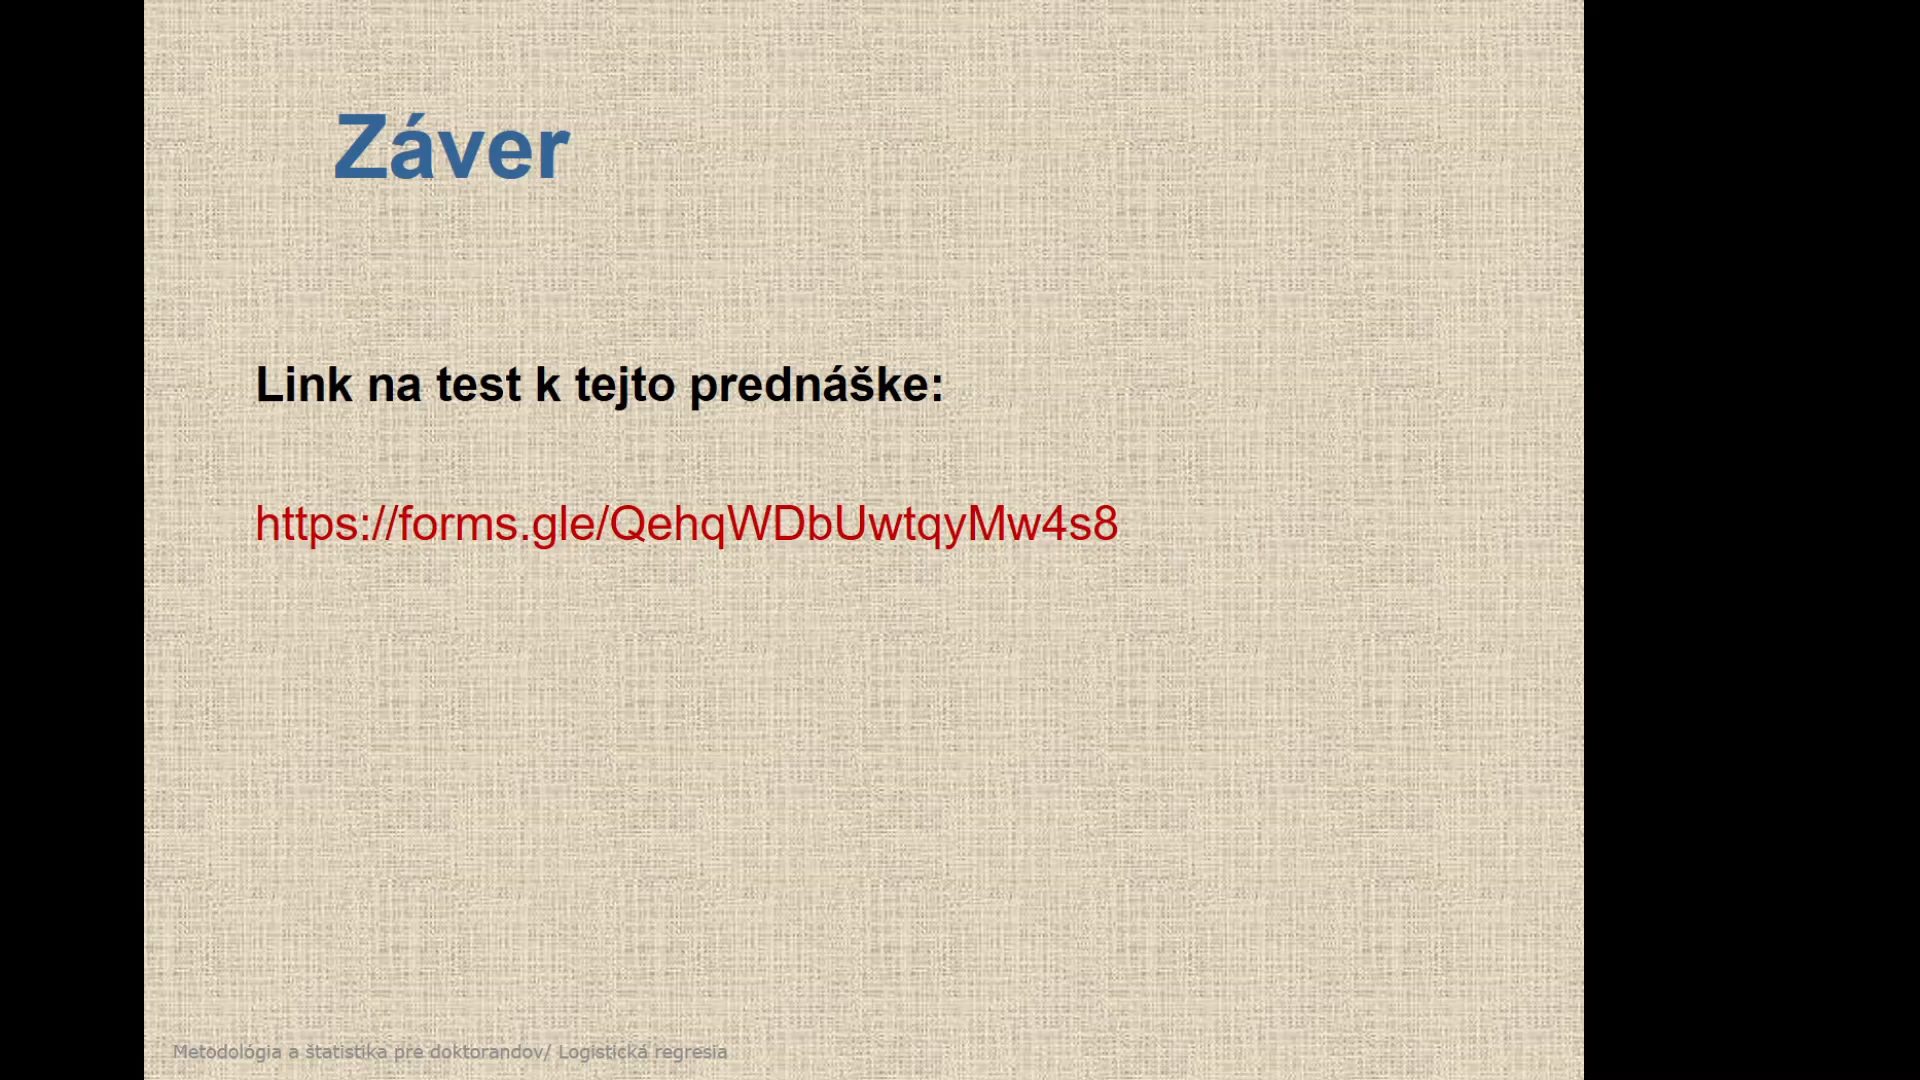 Záver
Link na test k tejto prednáške:
https://forms.gle/QehqWDbUwtqyMw4s8
Metodológia a štatistika pre doktorandov/ Logistická regresia